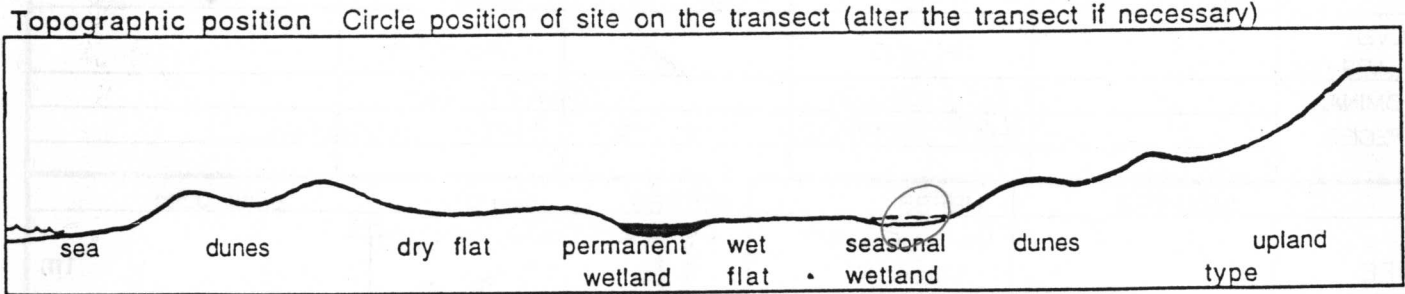 Topographic position Circle position of site on the transect (alter the transect if necessary)
sea dunes dry flat permanent wet seasonal dunes upland
wetland flat • wetland type